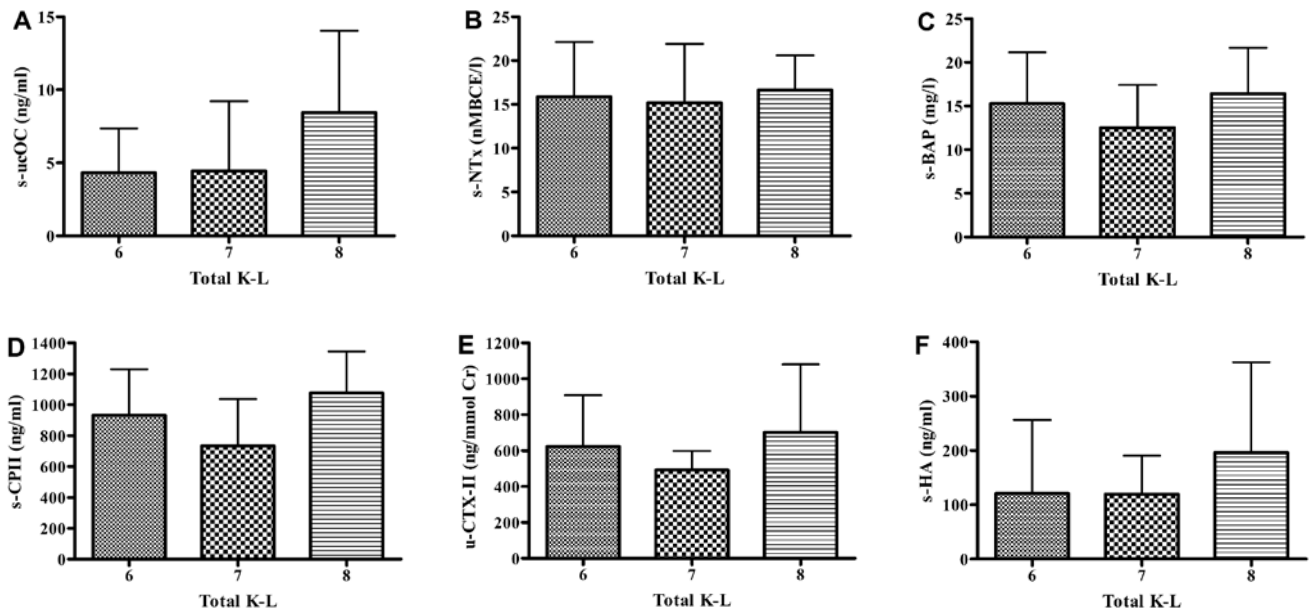 A
s-ucOC (ng/ml)
15
10
5
0
6 7 8
Total K-L
B
s-NTx (nMBCE/l)
25
20
15
10
5
0
6 7 8
Total K-L
C
s-BAP (mg/l)
25
20
15
10
5
0
6 7 8
Total K-L
D
s-CPII (ng/ml)
1400
1200
1000
800
600
400
200
0
6 7 8
Total K-L
E
u-CTX-II (ng/mmol Cr)
1200
1000
800
600
400
200
0
6 7 8
Total K-L
F
s-HA (ng/ml)
400
300
200
100
0
6 7 8
Total K-L